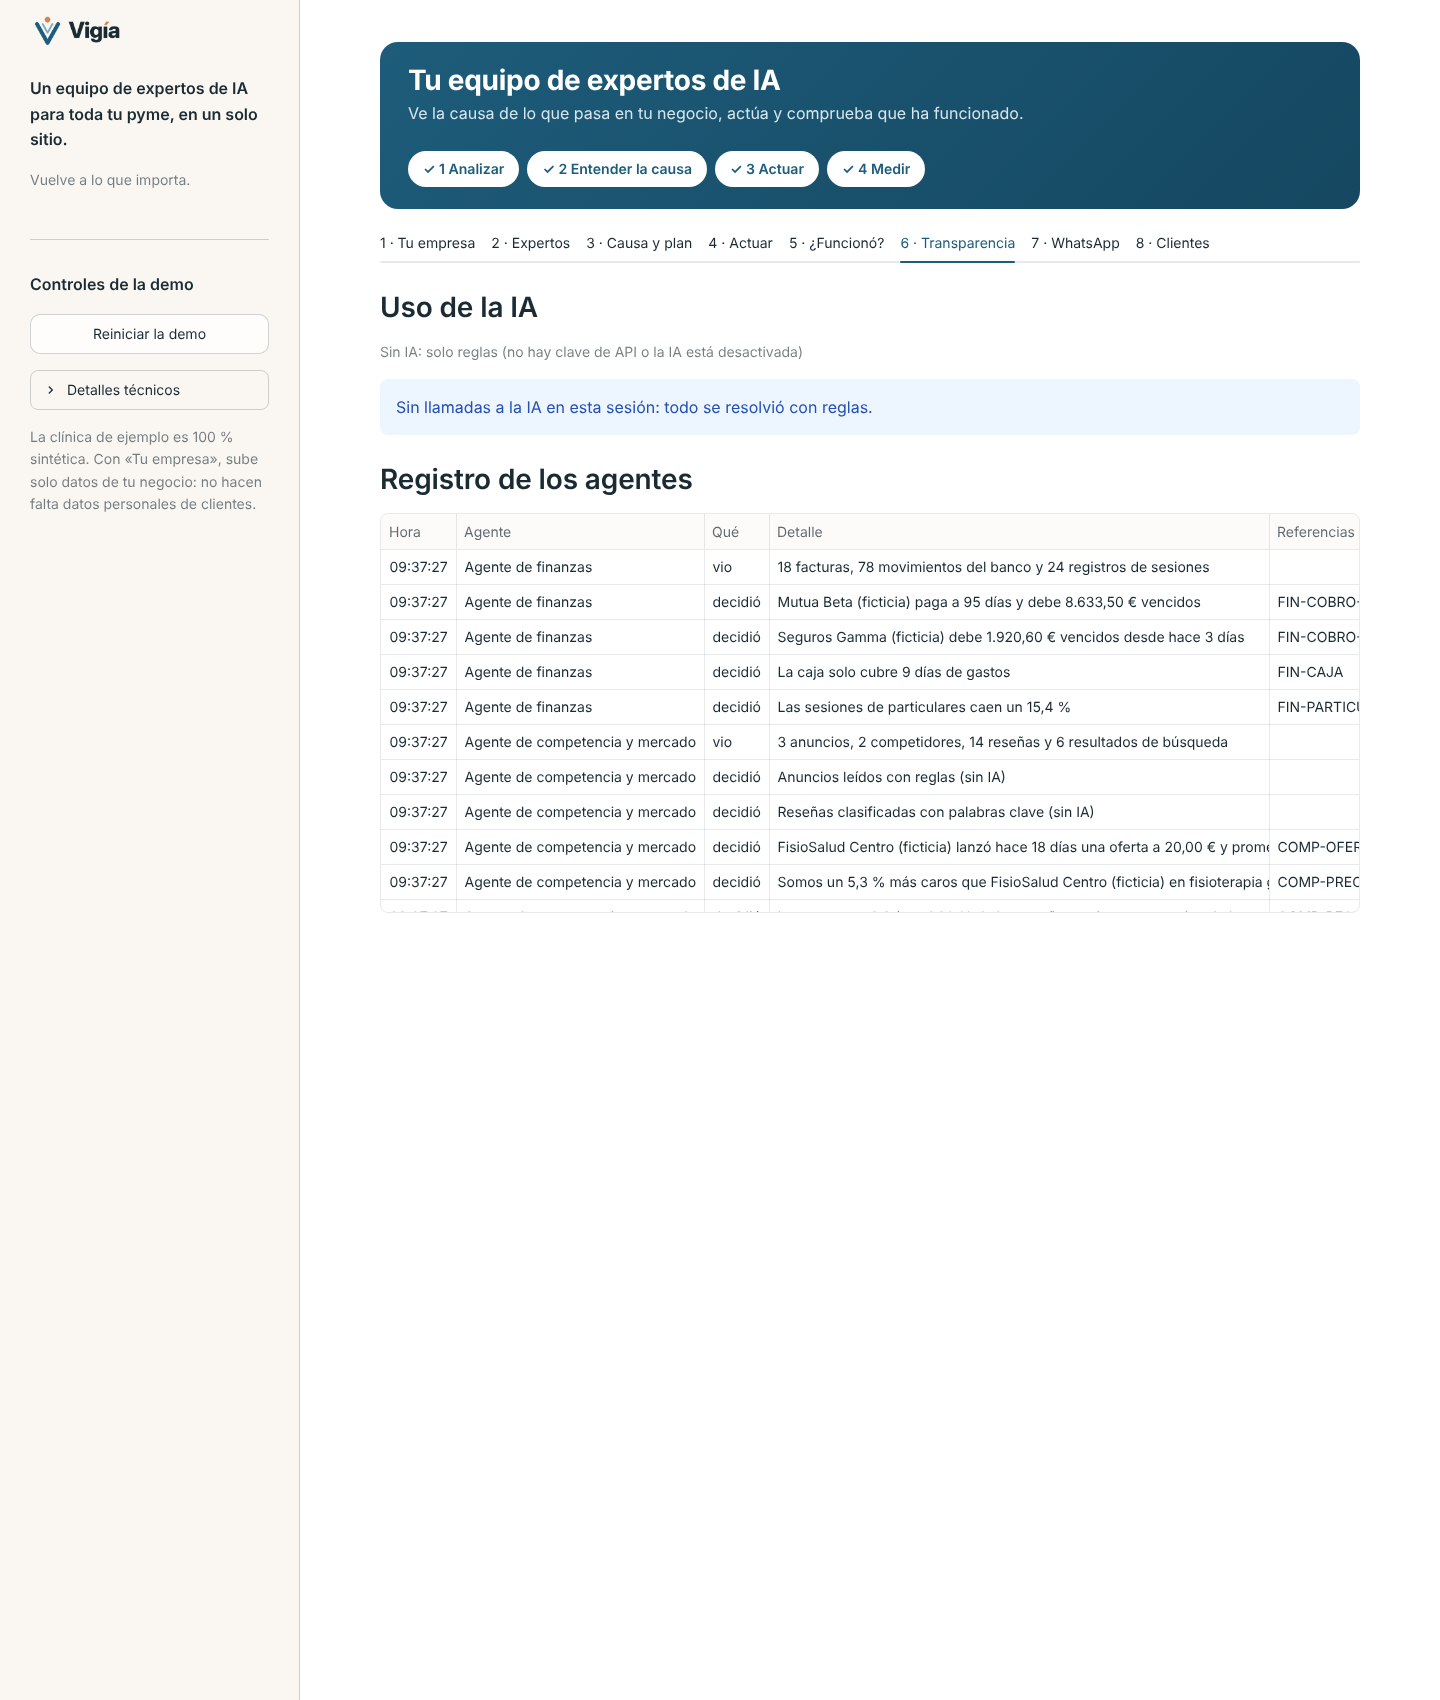 Vigía
Un equipo de expertos de IA
para toda tu pyme, en un solo
sitio.
Vuelve a lo que importa.
Controles de la demo
Reiniciar la demo
Detalles técnicos
La clínica de ejemplo es 100 %
sintética. Con «Tu empresa», sube
solo datos de tu negocio: no hacen
falta datos personales de clientes.
Tu equipo de expertos de IA
Ve la causa de lo que pasa en tu negocio, actúa y comprueba que ha funcionado.
✓ 1 Analizar ✓ 2 Entender la causa ✓ 3 Actuar ✓ 4 Medir
1 · Tu empresa 2 · Expertos 3 · Causa y plan 4 · Actuar 5 · ¿Funcionó? 6 · Transparencia 7 · WhatsApp 8 · Clientes
Uso de la IA
Sin IA: solo reglas (no hay clave de API o la IA está desactivada)
Sin llamadas a la IA en esta sesión: todo se resolvió con reglas.
Registro de los agentes
Hora Agente Qué Detalle Referencias
09:37:27 Agente de finanzas vio 18 facturas, 78 movimientos del banco y 24 registros de sesiones
09:37:27 Agente de finanzas decidió Mutua Beta (ficticia) paga a 95 días y debe 8.633,50 € vencidos FIN-COBRO-
09:37:27 Agente de finanzas decidió Seguros Gamma (ficticia) debe 1.920,60 € vencidos desde hace 3 días FIN-COBRO-
09:37:27 Agente de finanzas decidió La caja solo cubre 9 días de gastos FIN-CAJA
09:37:27 Agente de finanzas decidió Las sesiones de particulares caen un 15,4 % FIN-PARTICU
09:37:27 Agente de competencia y mercado vio 3 anuncios, 2 competidores, 14 reseñas y 6 resultados de búsqueda
09:37:27 Agente de competencia y mercado decidió Anuncios leídos con reglas (sin IA)
09:37:27 Agente de competencia y mercado decidió Reseñas clasificadas con palabras clave (sin IA)
09:37:27 Agente de competencia y mercado decidió FisioSalud Centro (ficticia) lanzó hace 18 días una oferta a 20,00 € y prome COMP-OFER
09:37:27 Agente de competencia y mercado decidió Somos un 5,3 % más caros que FisioSalud Centro (ficticia) en fisioterapia COMP-PREC